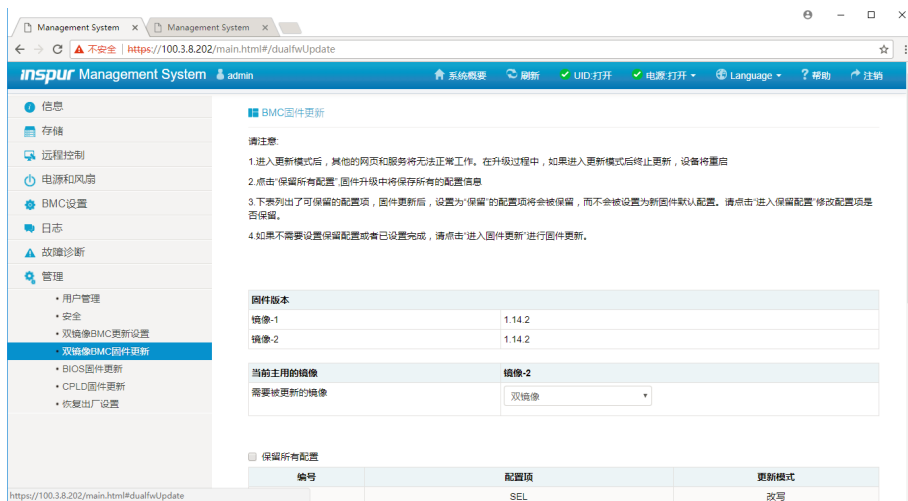 Management System
Management System
不安全 | https://100.3.8.202/main.html#/dualfwUpdate
inspur Management System admin 系统概要 刷新 UID:打开 电源:打开 Language 帮助 注销
信息
存储
远程控制
电源和风扇
BMC设置
日志
故障诊断
管理
•用户管理
•安全
•双镜像BMC更新设置
•双镜像BMC固件更新
•BIOS固件更新
•CPLD固件更新
•恢复出厂设置
BMC固件更新
请注意:
1.进入更新模式后，其他的网页和服务将无法正常工作。在升级过程中，如果进入更新模式后终止更新，设备将重启
2.点击“保留所有配置”,固件升级中将保存所有的配置信息
3.下表列出了可保留的配置项，固件更新后，设置为“保留”的配置项将会被保留，而不会被设置为新固件默认配置。请点击“进入保留配置”修改配置项是
否保留。
4.如果不需要设置保留配置或者已设置完成，请点击“进入固件更新”进行固件更新。
固件版本
镜像-1 1.14.2
镜像-2 1.14.2
当前主用的镜像 镜像-2
需要被更新的镜像 双镜像
保留所有配置
编号 配置项 更新模式
SEL 改写
https://100.3.8.202/main.html#dualfwUpdate